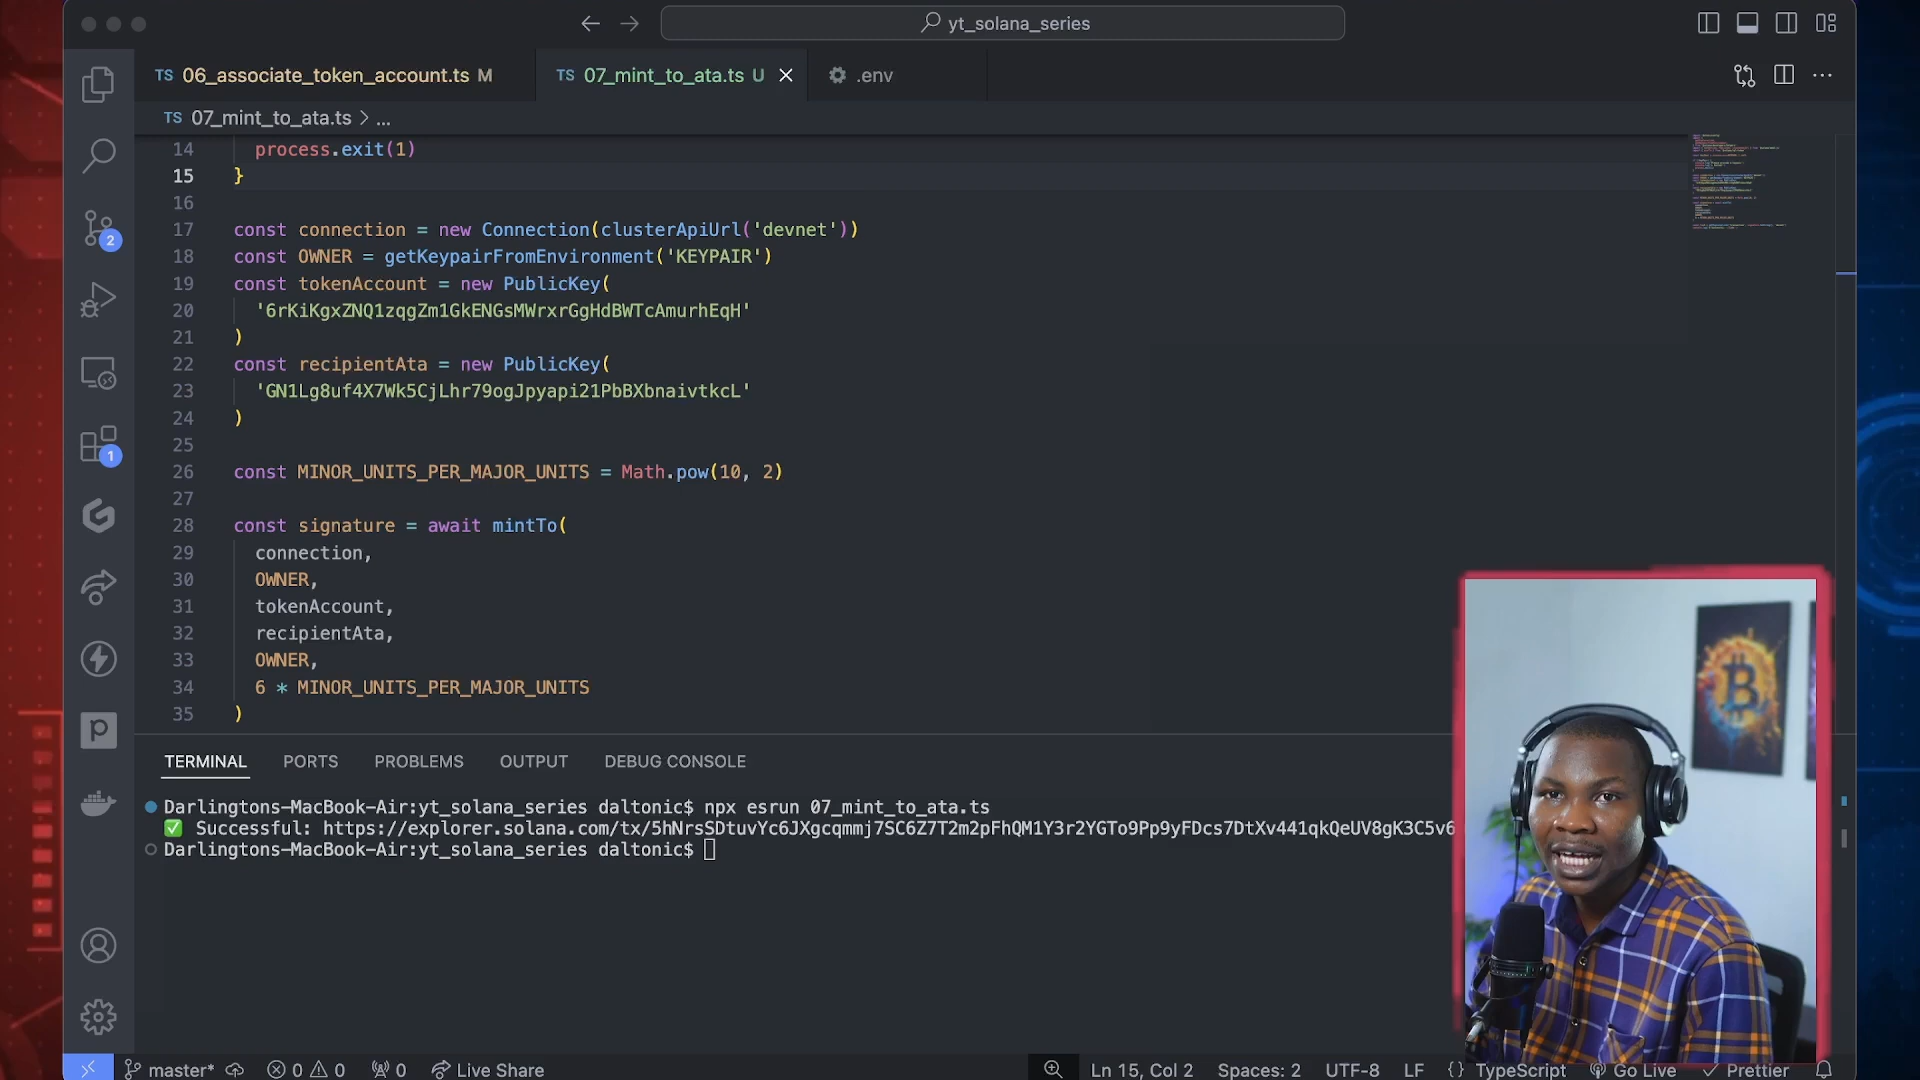 yt_solana_series
TS 06_associate_token_account.ts M
TS 07_mint_to_ata.ts U
.env
TS 07_mint_to_ata.ts > ...
14 process.exit(1)
15 }
16
17 const connection = new Connection(clusterApiUrl('devnet'))
18 const OWNER = getKeypairFromEnvironment('KEYPAIR')
19 const tokenAccount = new PublicKey(
20 '6rKiKgxZNQ1zqgZm1GkENGsMWrxrGgHdBWTcAmurhEqH'
21 )
22 const recipientAta = new PublicKey(
23 'GN1Lg8uf4X7Wk5CjLhr79ogJpyapi21PbBXbnaivtkcL'
24 )
25
26 const MINOR_UNITS_PER_MAJOR_UNITS = Math.pow(10, 2)
27
28 const signature = await mintTo(
29 connection,
30 OWNER,
31 tokenAccount,
32 recipientAta,
33 OWNER,
34 6 * MINOR_UNITS_PER_MAJOR_UNITS
35 )
2
1
TERMINAL PORTS PROBLEMS OUTPUT DEBUG CONSOLE
Darlingtons-MacBook-Air:yt_solana_series daltonic$ npx esrun 07_mint_to_ata.ts
✅ Successful: https://explorer.solana.com/tx/5hNrsSDtuvYc6JXgcqmmj7SC6Z7T2m2pFhQM1Y3r2YGTo9Pp9yFDcs7DtXv441qkQeUV8gK3C5v6
Darlingtons-MacBook-Air:yt_solana_series daltonic$
master* 0 0 0 Live Share Ln 15, Col 2 Spaces: 2 UTF-8 LF {} TypeScript Go Live Prettier